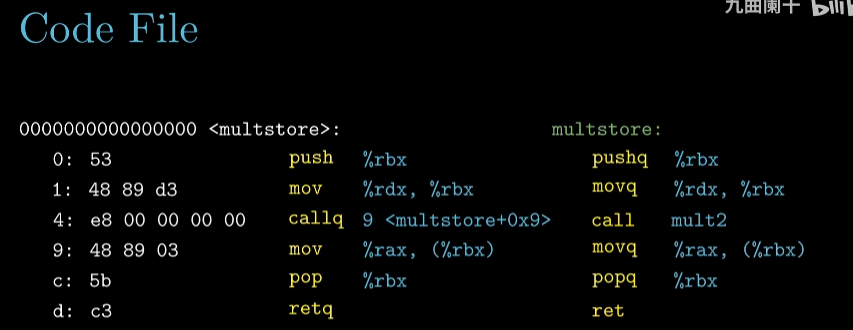 九曲阑干
Code File
0000000000000000 <multstore>: multstore:
0: 53 push %rbx pushq %rbx
1: 48 89 d3 mov %rdx, %rbx movq %rdx, %rbx
4: e8 00 00 00 00 callq 9 <multstore+0x9> call mult2
9: 48 89 03 mov %rax, (%rbx) movq %rax, (%rbx)
c: 5b pop %rbx popq %rbx
d: c3 retq ret